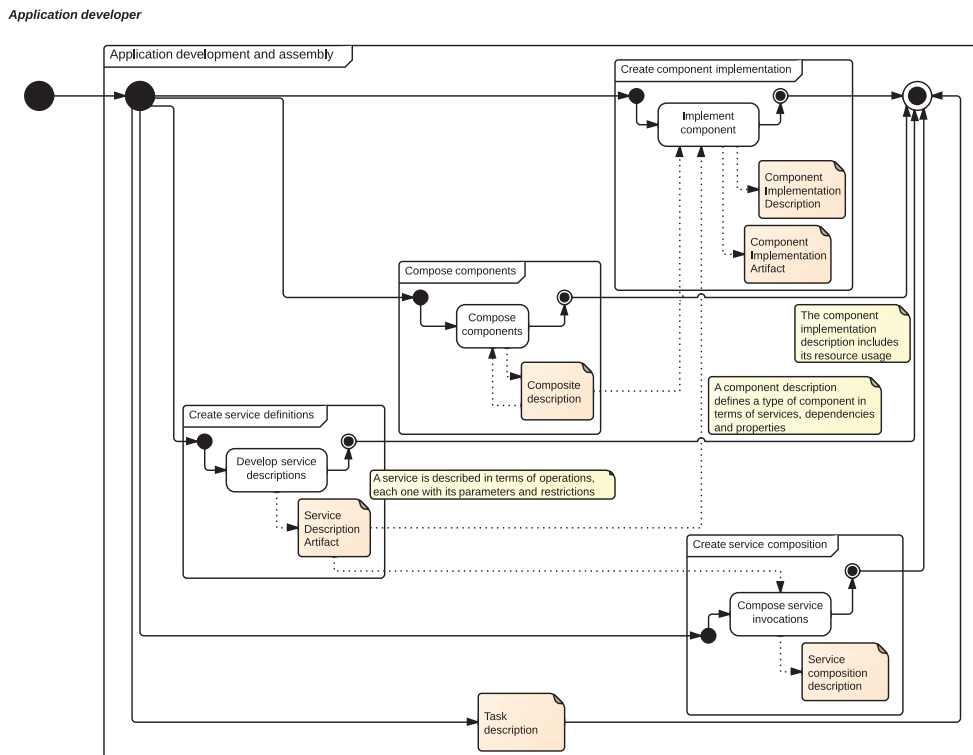 Application developer
Application development and assembly
Create component implementation
Implement
component
Component
Implementation
Description
Component
Implementation
Artifact
Compose components
Compose
components
Composite
description
The component
implementation
description includes
its resource usage
A component description
defines a type of component in
terms of services, dependencies
and properties
Create service definitions
Develop service
descriptions
A service is described in terms of operations,
each one with its parameters and restrictions
Service
Description
Artifact
Create service composition
Compose service
invocations
Service
composition
description
Task
description